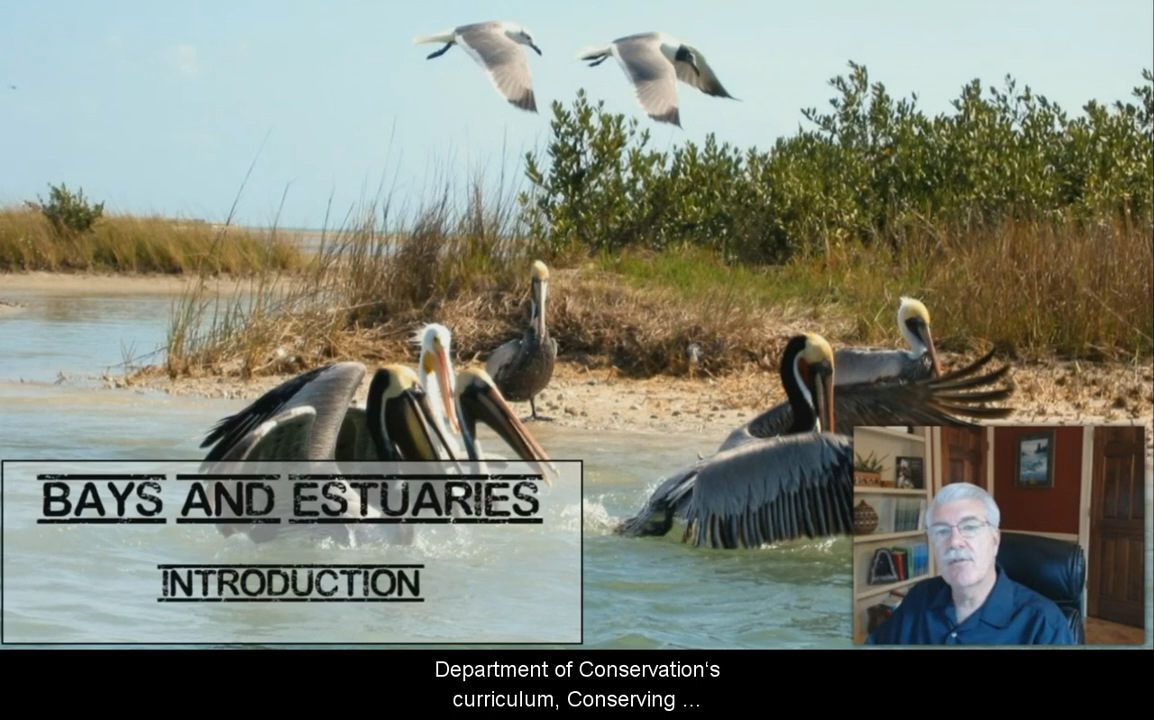 BAYS AND ESTUARIES
INTRODUCTION
Department of Conservation‘s
curriculum, Conserving ...